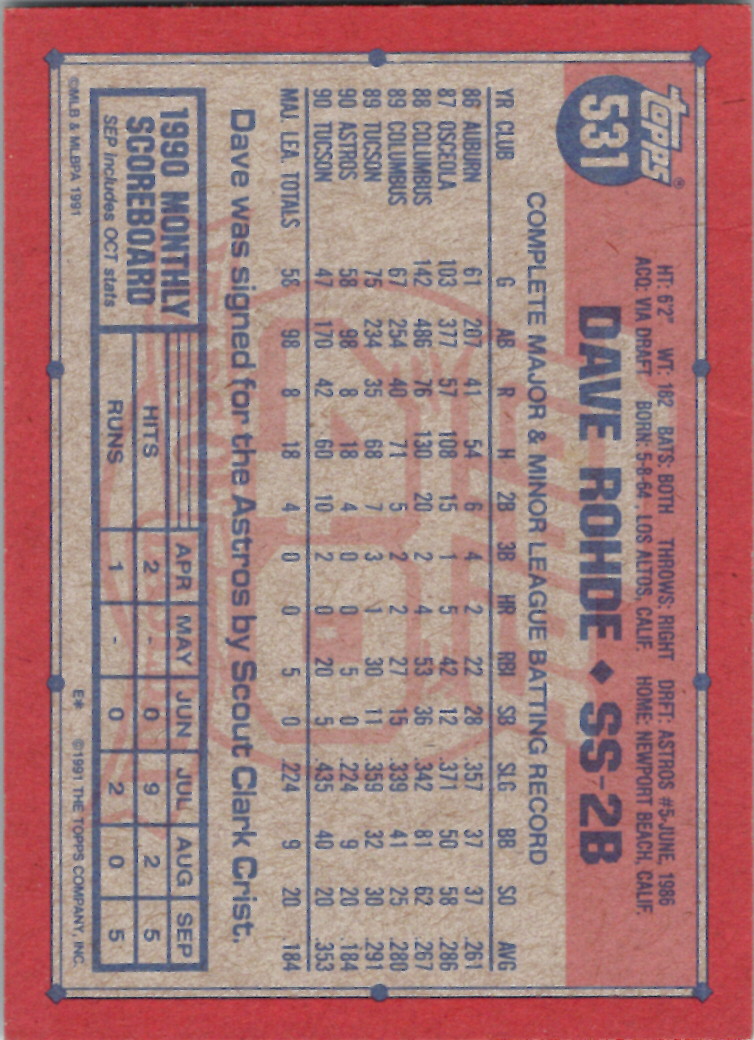 topps®
531
HT: 6'2" WT: 182 BATS: BOTH THROWS: RIGHT DRFT: ASTROS #5-JUNE, 1986
ACQ: VIA DRAFT BORN: 5-8-64, LOS ALTOS, CALIF. HOME: NEWPORT BEACH, CALIF.
DAVE ROHDE ♦ SS-2B
COMPLETE MAJOR & MINOR LEAGUE BATTING RECORD
YR CLUB G AB R H 2B 3B HR RBI SB SLG BB SO AVG
86 AUBURN 61 207 41 54 6 4 2 22 28 .357 37 37 .261
87 OSCEOLA 103 377 57 108 15 1 5 42 12 .371 50 58 .286
88 COLUMBUS 142 486 76 130 20 2 4 53 36 .342 81 62 .267
89 COLUMBUS 67 254 40 71 5 2 2 27 15 .339 41 25 .280
89 TUCSON 75 234 35 68 7 3 1 30 11 .359 32 30 .291
90 ASTROS 58 98 8 18 4 0 0 5 0 .224 9 20 .184
90 TUCSON 47 170 42 60 10 2 0 20 5 .435 40 20 .353
MAJ. LEA. TOTALS 58 98 8 18 4 0 0 5 0 .224 9 20 .184
Dave was signed for the Astros by Scout Clark Crist.
1990 MONTHLY
SCOREBOARD
SEP Includes OCT stats
APR MAY JUN JUL AUG SEP
HITS 2 - 0 9 2 5
RUNS 1 - 0 2 0 5
©MLB & MLBPA 1991
E* ©1991 THE TOPPS COMPANY, INC.